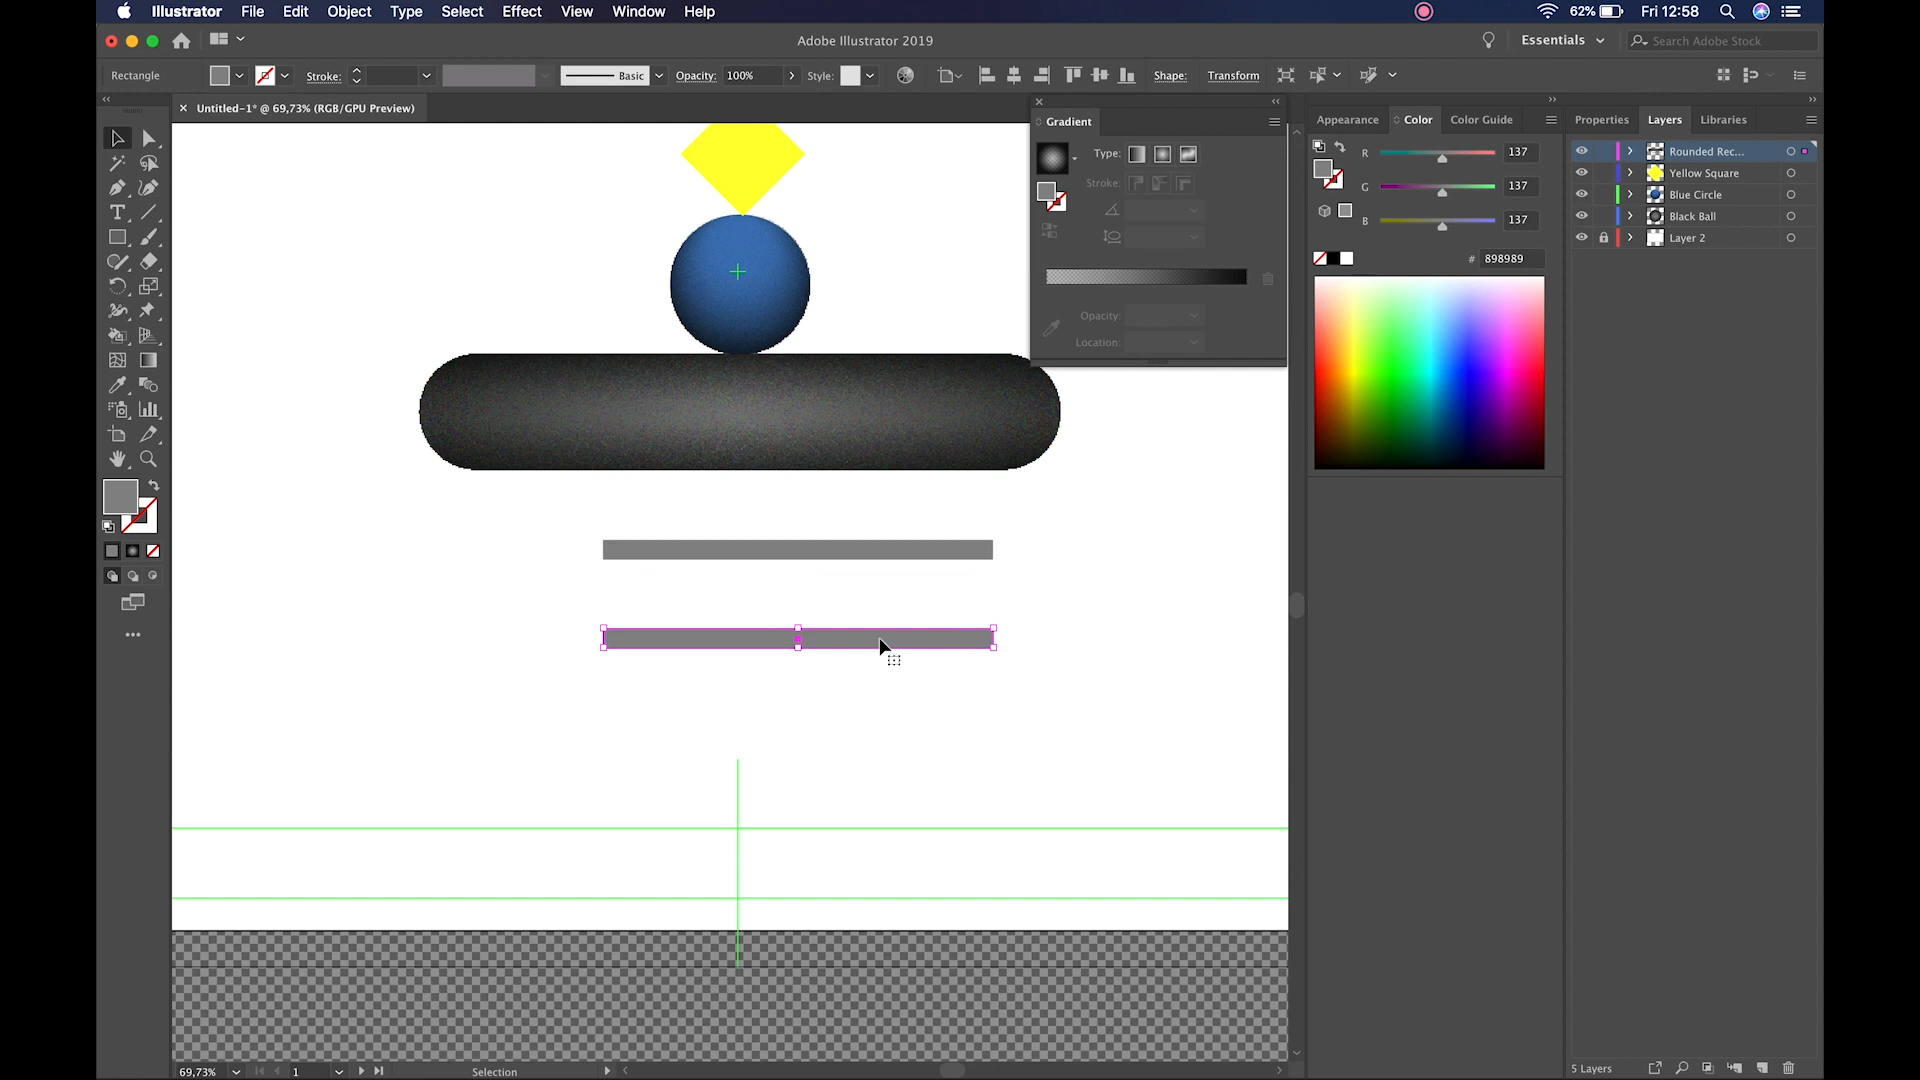 Illustrator File Edit Object Type Select Effect View Window Help 62% Fri 12:58
Adobe Illustrator 2019 Essentials Search Adobe Stock
Rectangle Stroke: Basic Opacity: 100% Style: Shape: Transform
Untitled-1* @ 69,73% (RGB/GPU Preview)
Gradient
Type:
Stroke:
Opacity:
Location:
Appearance Color Color Guide
R 137
G 137
B 137
# 898989
Properties Layers Libraries
Rounded Rec...
Yellow Square
Blue Circle
Black Ball
Layer 2
69,73% 1 Selection
5 Layers